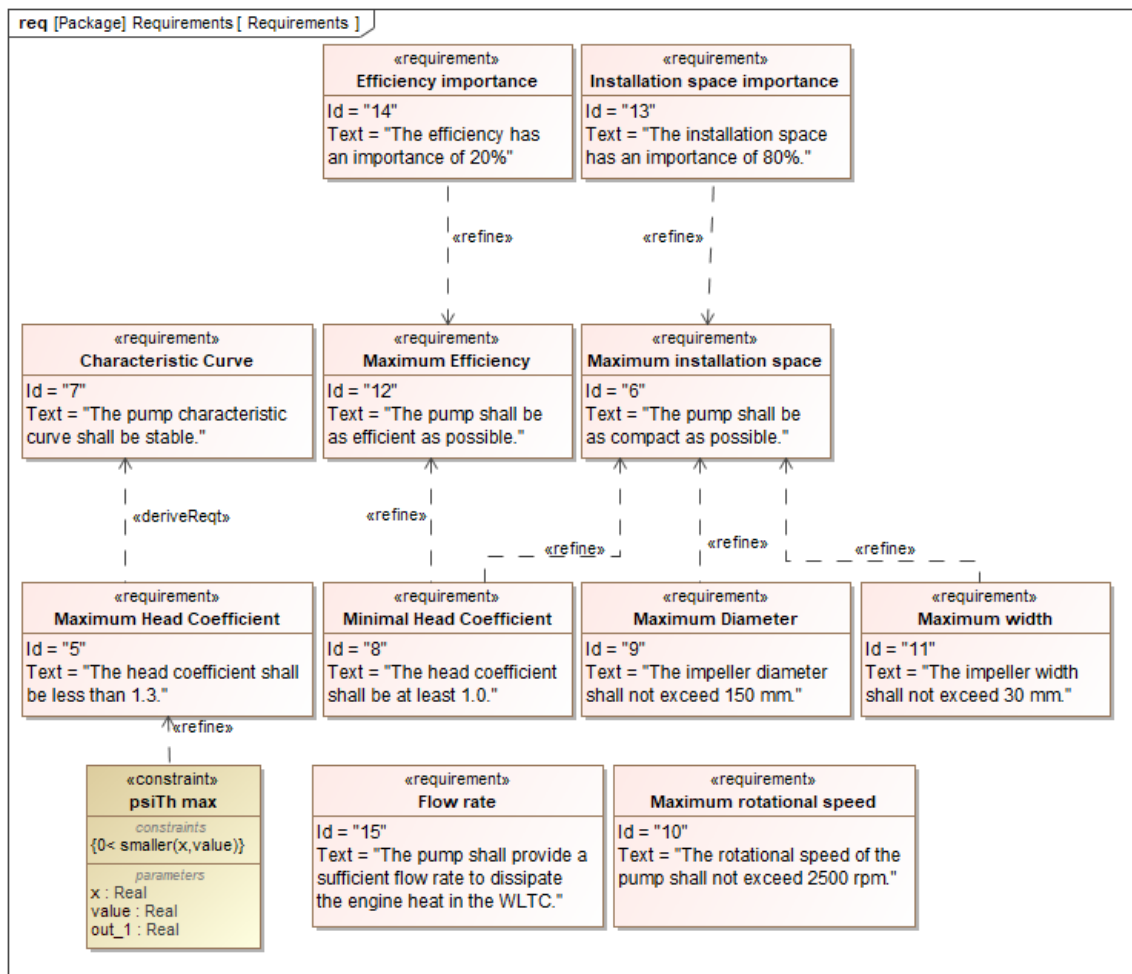 req [Package] Requirements [ Requirements ]
«requirement»
Efficiency importance
Id = "14"
Text = "The efficiency has
an importance of 20%"
«requirement»
Installation space importance
Id = "13"
Text = "The installation space
has an importance of 80%."
«refine»
«refine»
«requirement»
Characteristic Curve
Id = "7"
Text = "The pump characteristic
curve shall be stable."
«requirement»
Maximum Efficiency
Id = "12"
Text = "The pump shall be
as efficient as possible."
«requirement»
Maximum installation space
Id = "6"
Text = "The pump shall be
as compact as possible."
«deriveReqt»
«refine»
«refine»
«refine»
«refine»
«requirement»
Maximum Head Coefficient
Id = "5"
Text = "The head coefficient shall
be less than 1.3."
«requirement»
Minimal Head Coefficient
Id = "8"
Text = "The head coefficient
shall be at least 1.0."
«requirement»
Maximum Diameter
Id = "9"
Text = "The impeller diameter
shall not exceed 150 mm."
«requirement»
Maximum width
Id = "11"
Text = "The impeller width
shall not exceed 30 mm."
«refine»
«constraint»
psiTh max
constraints
{0< smaller(x,value)}
parameters
x : Real
value : Real
out_1 : Real
«requirement»
Flow rate
Id = "15"
Text = "The pump shall provide a
sufficient flow rate to dissipate
the engine heat in the WLTC."
«requirement»
Maximum rotational speed
Id = "10"
Text = "The rotational speed of the
pump shall not exceed 2500 rpm."